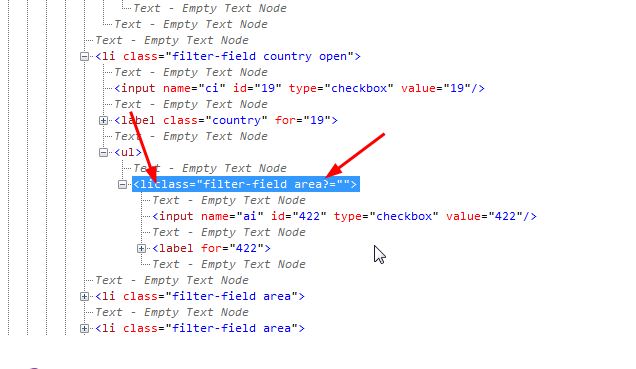 Text - Empty Text Node
Text - Empty Text Node
Text - Empty Text Node
<li class="filter-field country open">
Text - Empty Text Node
<input name="ci" id="19" type="checkbox" value="19"/>
Text - Empty Text Node
<label class="country" for="19">
Text - Empty Text Node
<ul>
Text - Empty Text Node
<liclass="filter-field area?="">
Text - Empty Text Node
<input name="ai" id="422" type="checkbox" value="422"/>
Text - Empty Text Node
<label for="422">
Text - Empty Text Node
Text - Empty Text Node
<li class="filter-field area">
Text - Empty Text Node
<li class="filter-field area">